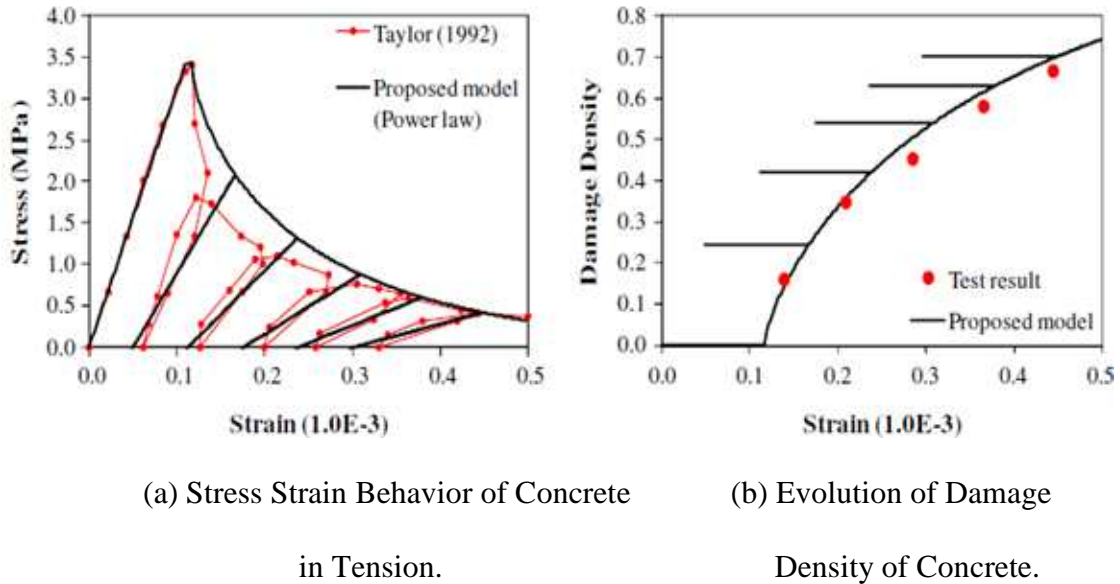 4.0
3.5
3.0
2.5
2.0
1.5
1.0
0.5
0.0
Stress (MPa)
Taylor (1992)
Proposed model
(Power law)
0.0 0.1 0.2 0.3 0.4 0.5
Strain (1.0E-3)
0.8
0.7
0.6
0.5
0.4
0.3
0.2
0.1
0.0
Damage Density
Test result
Proposed model
0.0 0.1 0.2 0.3 0.4 0.5
Strain (1.0E-3)
(a) Stress Strain Behavior of Concrete
in Tension.
(b) Evolution of Damage
Density of Concrete.